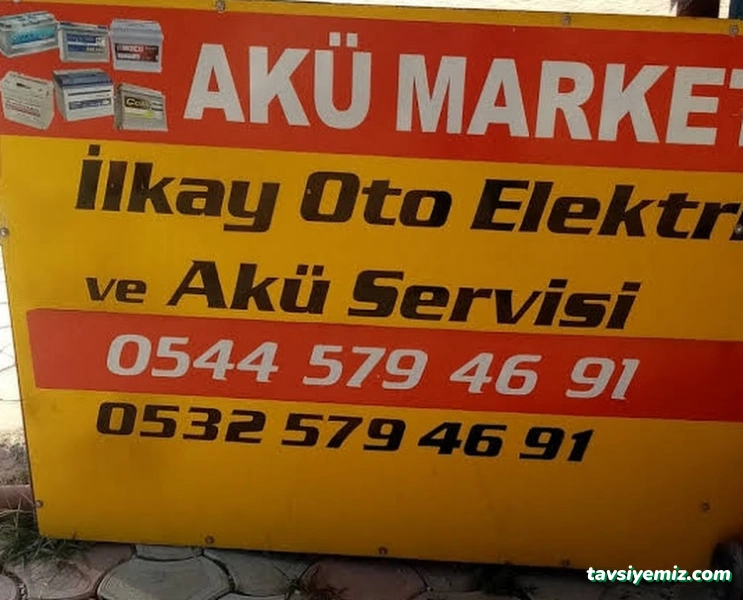 AKÜ MARKET
İlkay Oto Elektri
ve Akü Servisi
0544 579 46 91
0532 579 46 91
tavsiyemiz.com